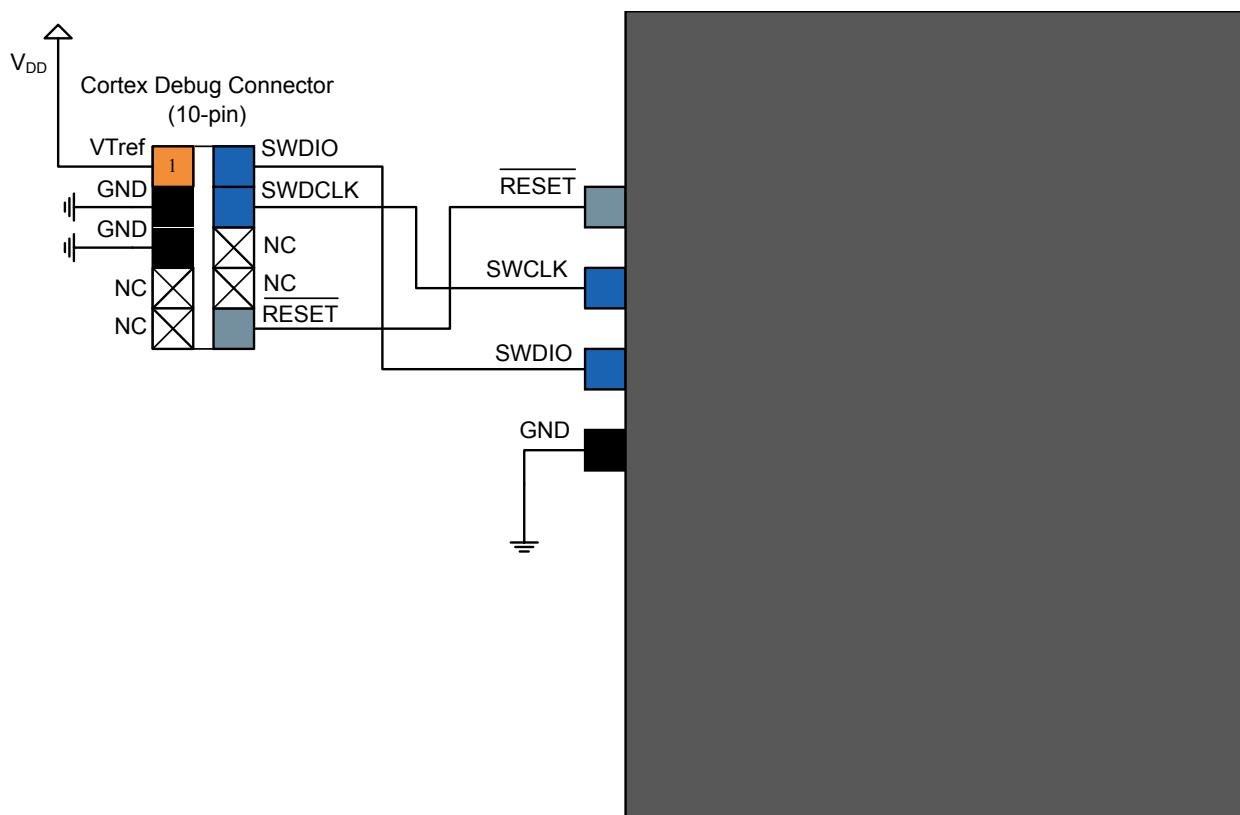 V_DD
Cortex Debug Connector
(10-pin)
VTref
1
SWDIO
GND
SWDCLK
GND
NC
NC
NC
NC
RESET
RESET
SWCLK
SWDIO
GND